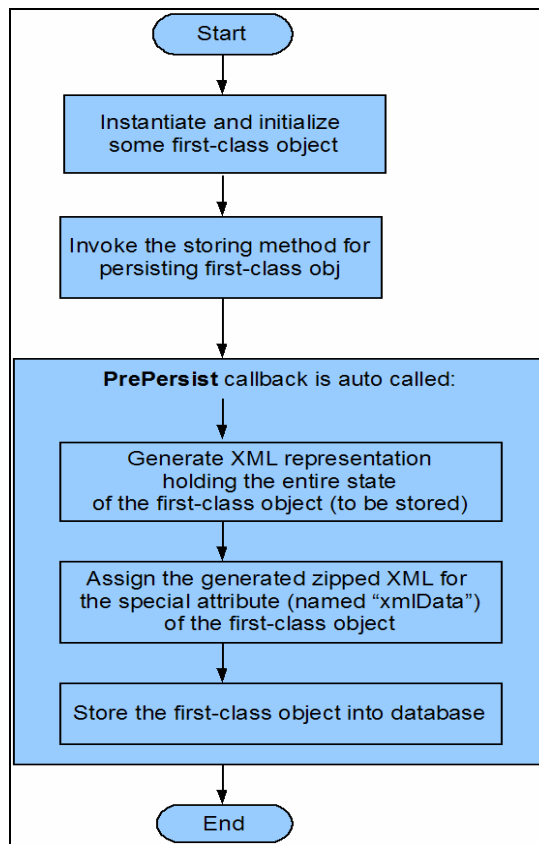 Start
Instantiate and initialize
some first-class object
Invoke the storing method for
persisting first-class obj
PrePersist callback is auto called:
Generate XML representation
holding the entire state
of the first-class object (to be stored)
Assign the generated zipped XML for
the special attribute (named “xmlData”)
of the first-class object
Store the first-class object into database
End